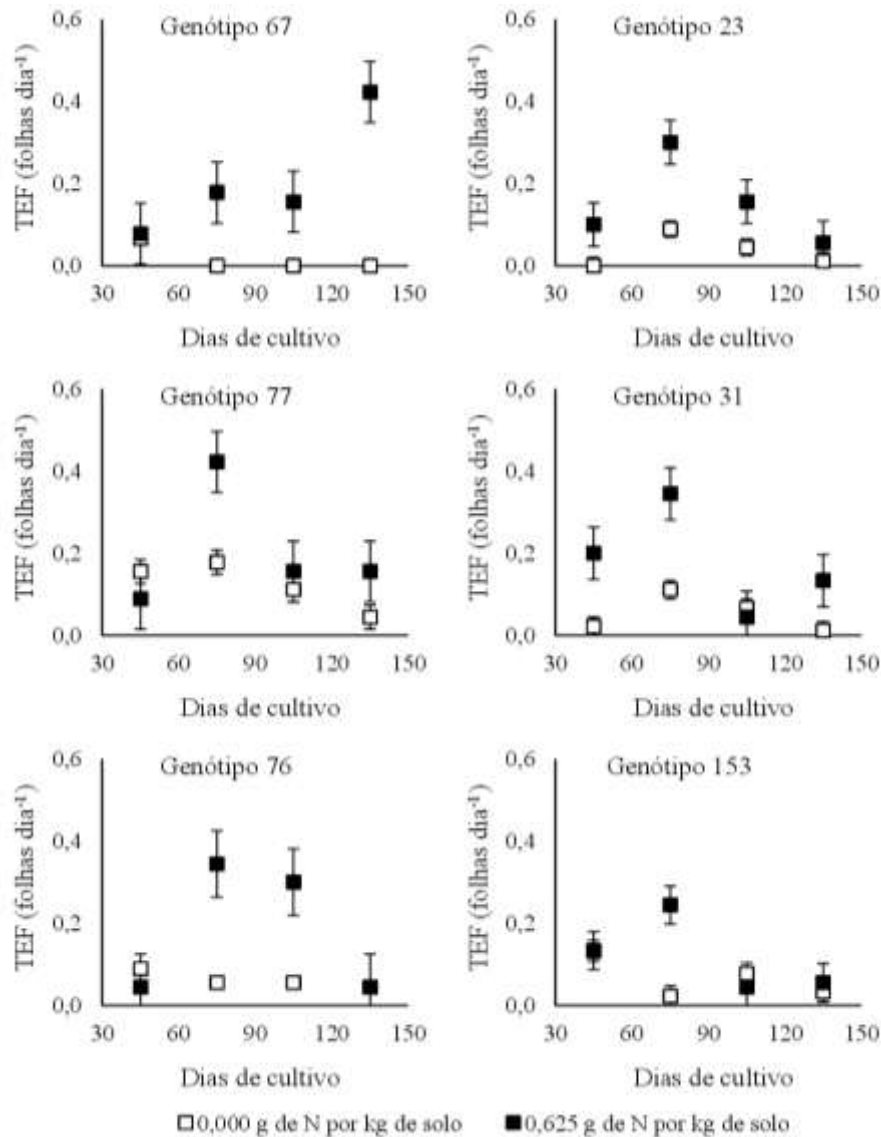 Genótipo 67
TEF (folhas dia⁻¹)
0,6
0,4
0,2
0,0
30 60 90 120 150
Dias de cultivo
Genótipo 23
TEF (folhas dia⁻¹)
0,6
0,4
0,2
0,0
30 60 90 120 150
Dias de cultivo
Genótipo 77
TEF (folhas dia⁻¹)
0,6
0,4
0,2
0,0
30 60 90 120 150
Dias de cultivo
Genótipo 31
TEF (folhas dia⁻¹)
0,6
0,4
0,2
0,0
30 60 90 120 150
Dias de cultivo
Genótipo 76
TEF (folhas dia⁻¹)
0,6
0,4
0,2
0,0
30 60 90 120 150
Dias de cultivo
Genótipo 153
TEF (folhas dia⁻¹)
0,6
0,4
0,2
0,0
30 60 90 120 150
Dias de cultivo
0,000 g de N por kg de solo 0,625 g de N por kg de solo